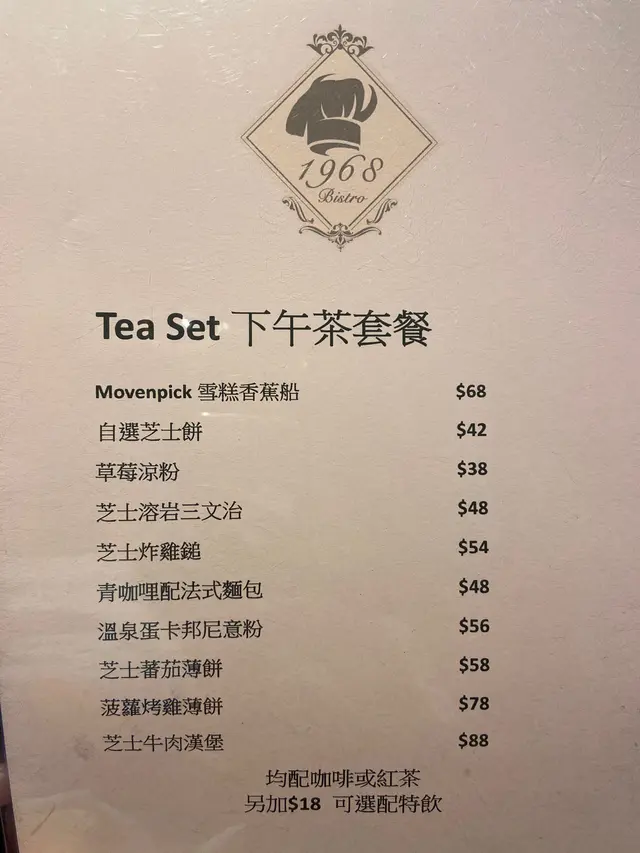 1968
Bistro
Tea Set 下午茶套餐
Movenpick 雪糕香蕉船 $68
自選芝士餅 $42
草莓涼粉 $38
芝士溶岩三文治 $48
芝士炸雞鎚 $54
青咖哩配法式麵包 $48
溫泉蛋卡邦尼意粉 $56
芝士蕃茄薄餅 $58
菠蘿烤雞薄餅 $78
芝士牛肉漢堡 $88
均配咖啡或紅茶
另加$18 可選配特飲